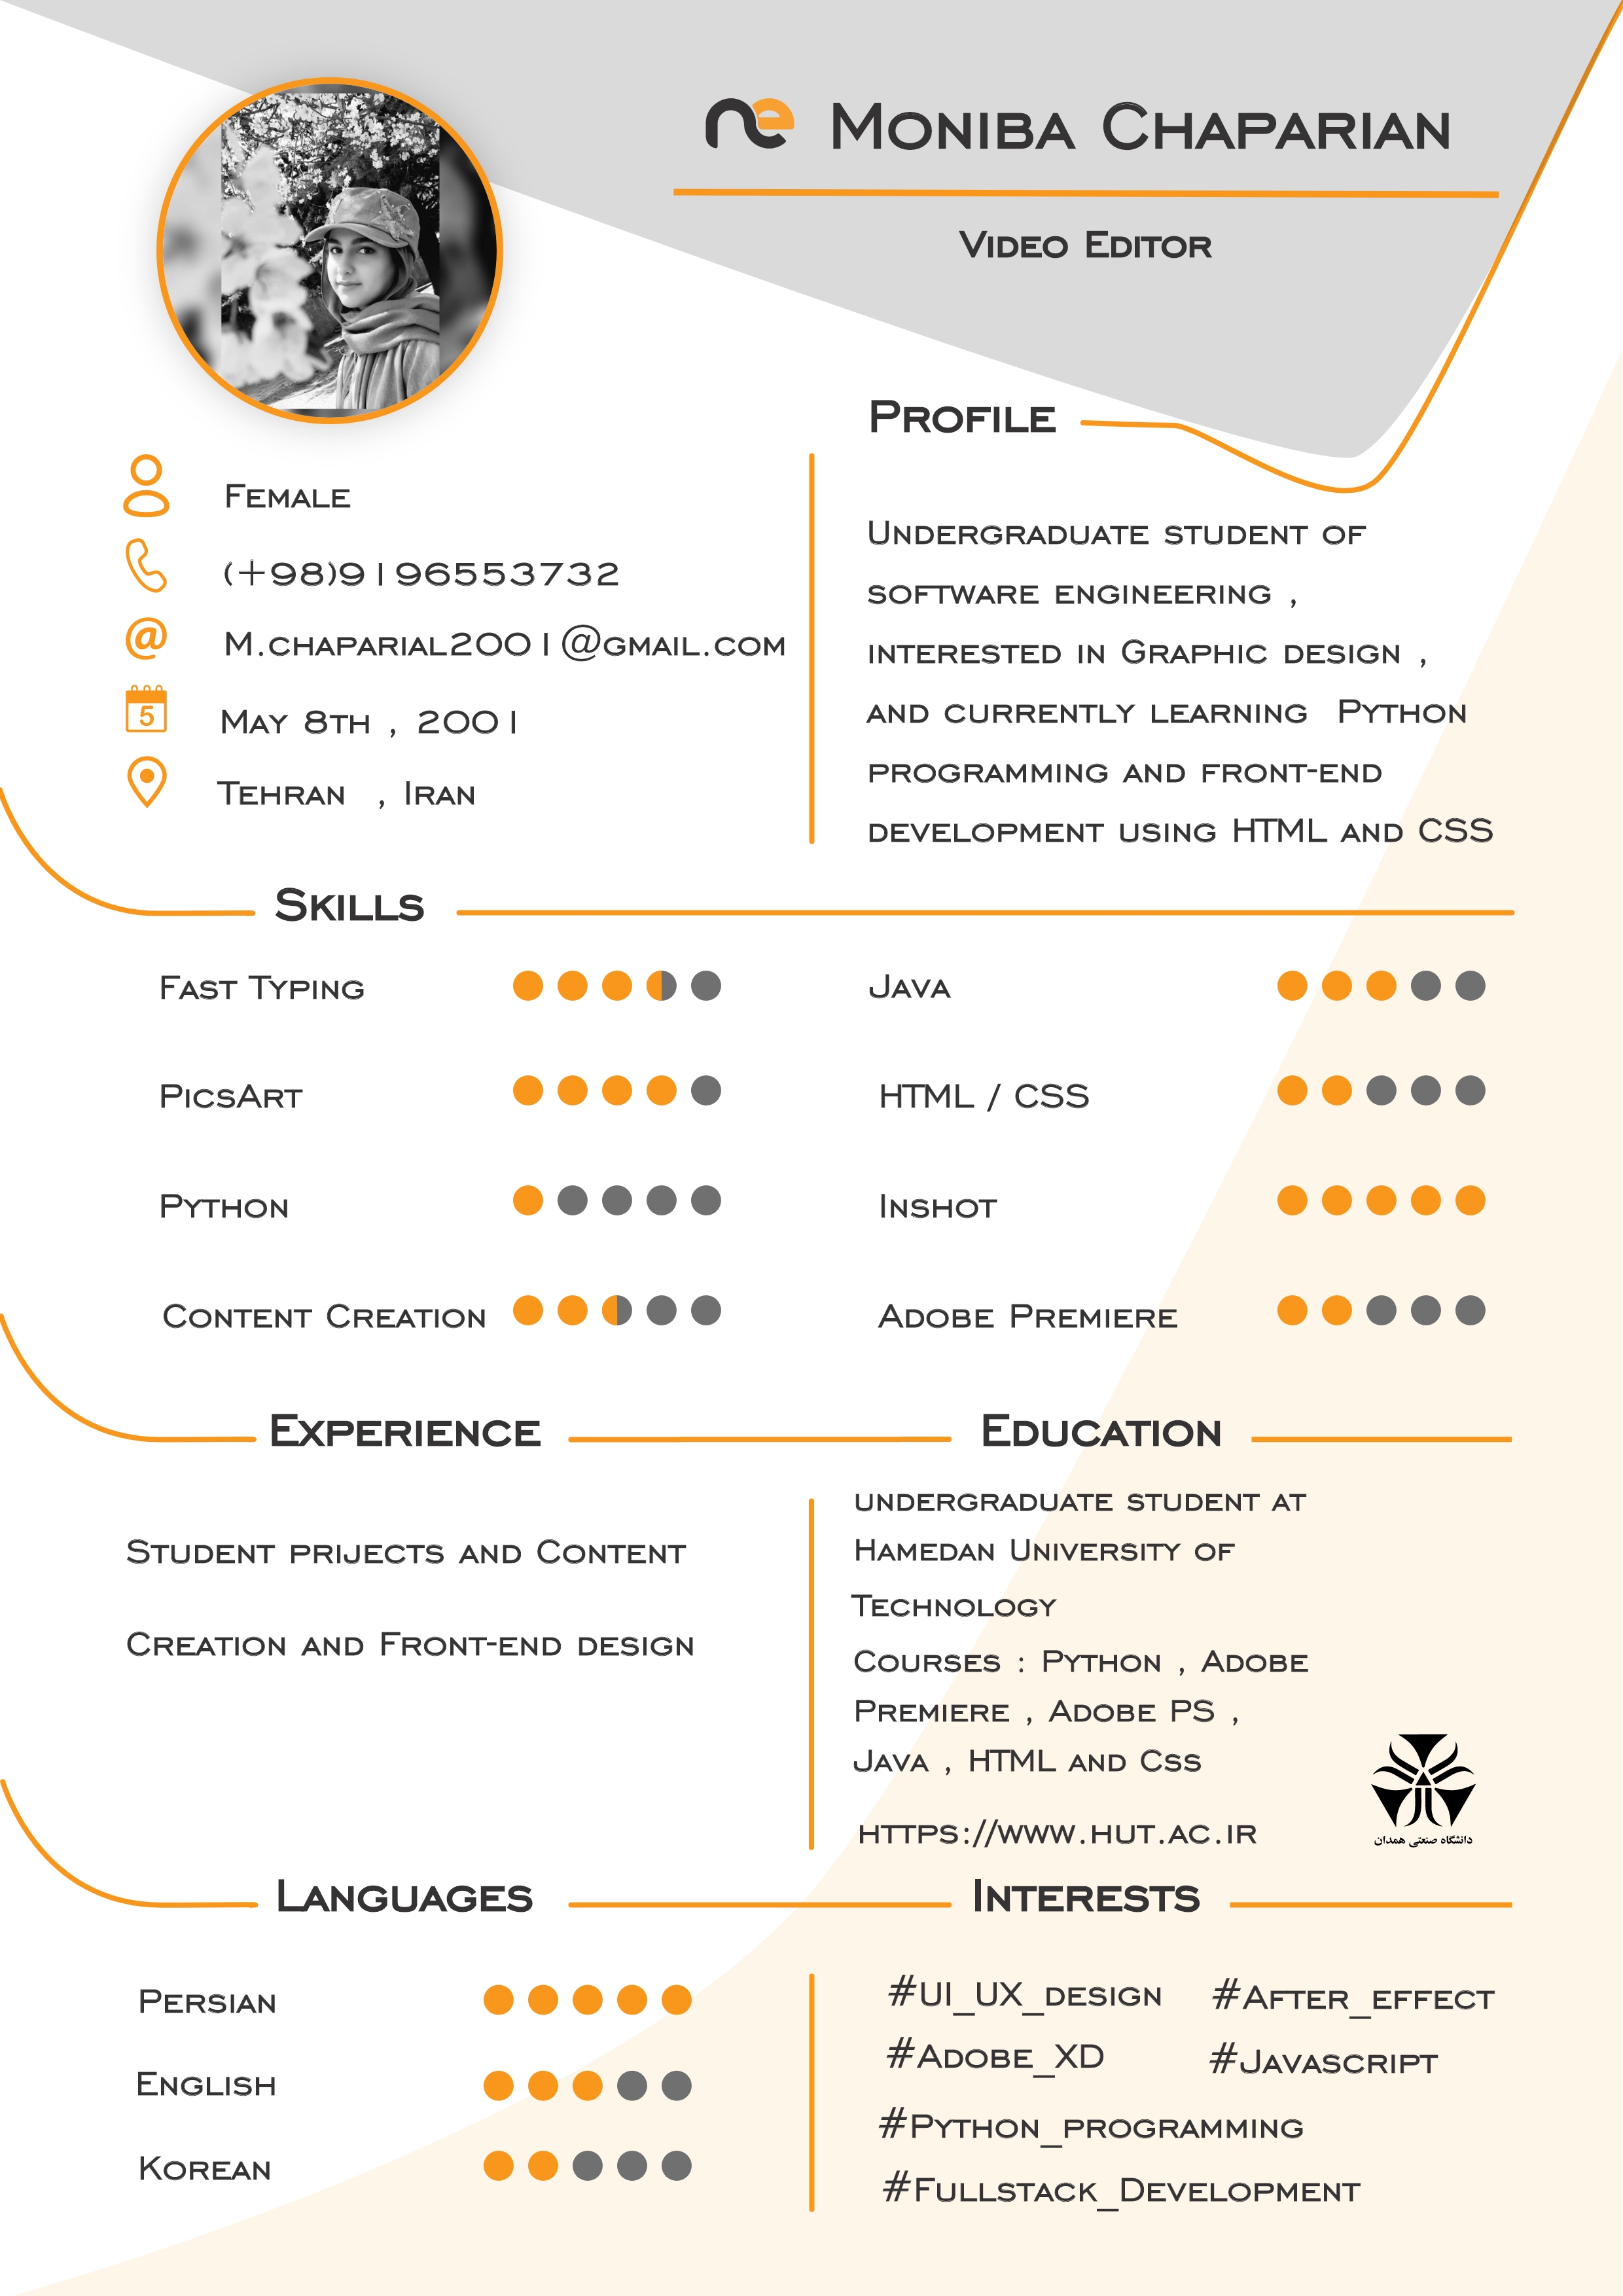 ne Moniba Chaparian
Video Editor
Female
(+98)9196553732
M.chaparial2001@gmail.com
5
May 8th , 2001
Tehran , Iran
Profile
Undergraduate student of
software engineering ,
interested in Graphic design ,
and currently learning Python
programming and front-end
development using HTML and CSS
Skills
Fast Typing
PicsArt
Python
Content Creation
Java
HTML / CSS
Inshot
Adobe Premiere
Experience
Student prijects and Content
Creation and Front-end design
Education
undergraduate student at
Hamedan University of
Technology
Courses : Python , Adobe
Premiere , Adobe PS ,
Java , HTML and Css
https://www.hut.ac.ir
دانشگاه صنعتی همدان
Languages
Persian
English
Korean
Interests
#UI_UX_design #After_effect
#Adobe_XD #Javascript
#Python_programming
#Fullstack_Development